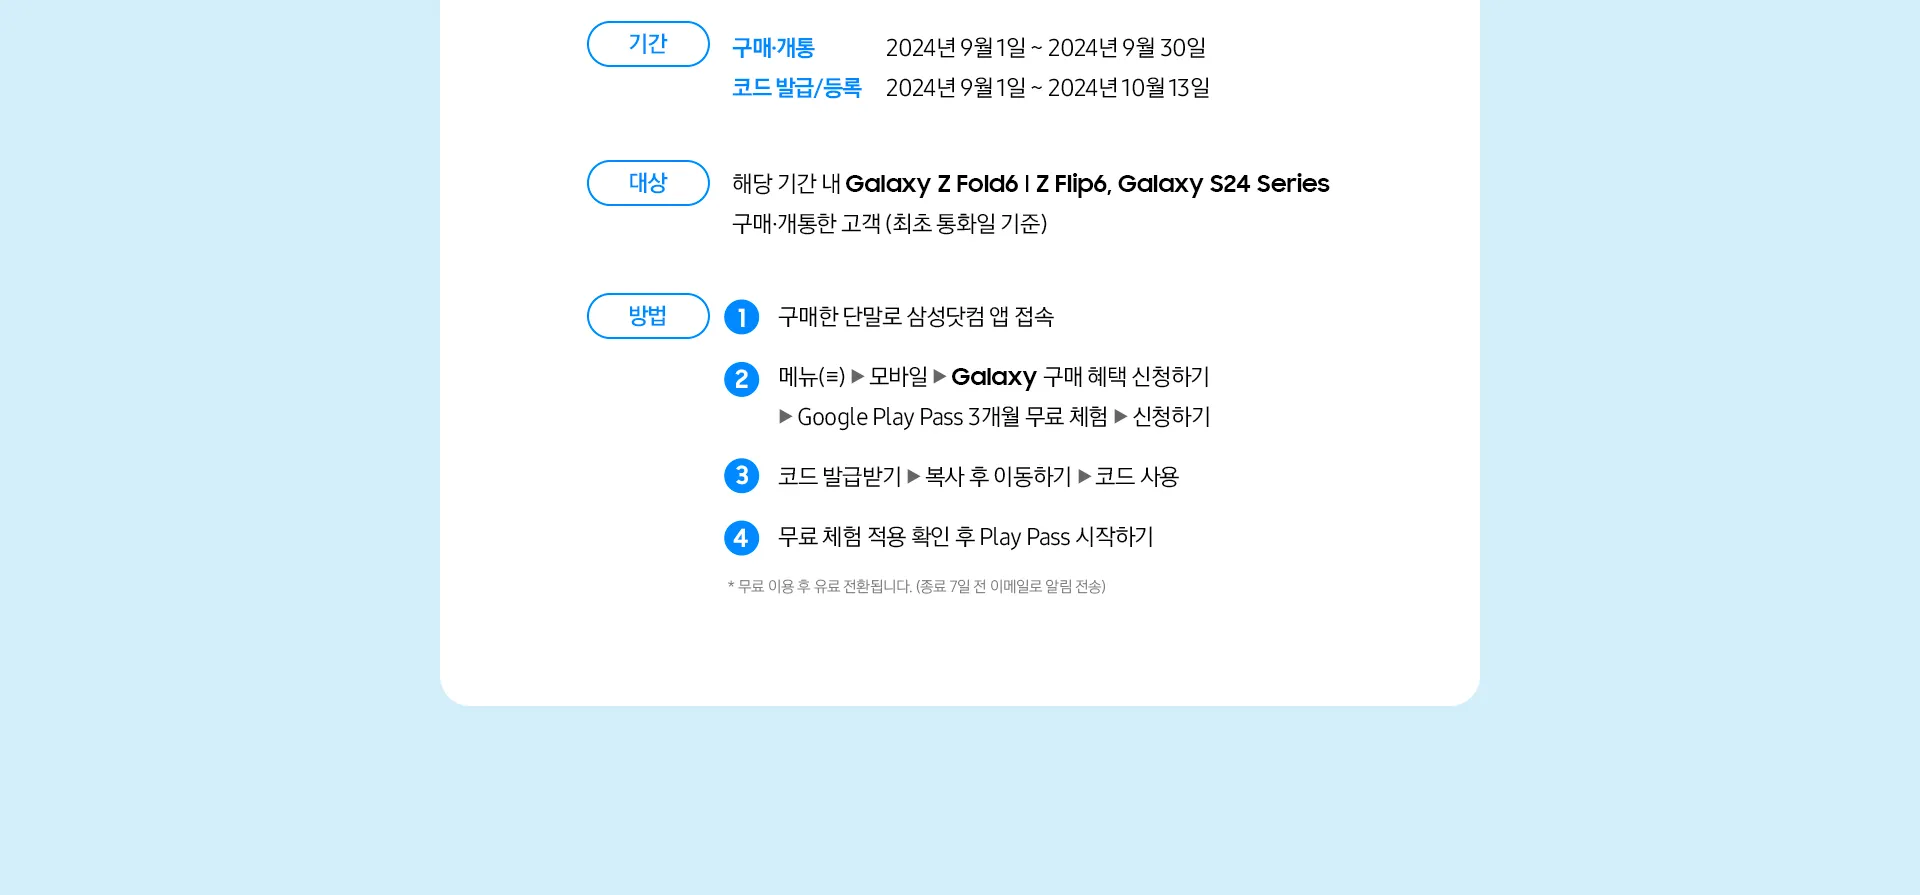 기간
구매·개통 2024년 9월 1일 ~ 2024년 9월 30일
코드 발급/등록 2024년 9월 1일 ~ 2024년 10월 13일
대상
해당 기간 내 Galaxy Z Fold6 | Z Flip6, Galaxy S24 Series
구매·개통한 고객 (최초 통화일 기준)
방법
1 구매한 단말로 삼성닷컴 앱 접속
2 메뉴(≡) ▶ 모바일 ▶ Galaxy 구매 혜택 신청하기
▶ Google Play Pass 3개월 무료 체험 ▶ 신청하기
3 코드 발급받기 ▶ 복사 후 이동하기 ▶ 코드 사용
4 무료 체험 적용 확인 후 Play Pass 시작하기
* 무료 이용 후 유료 전환됩니다. (종료 7일 전 이메일로 알림 전송)